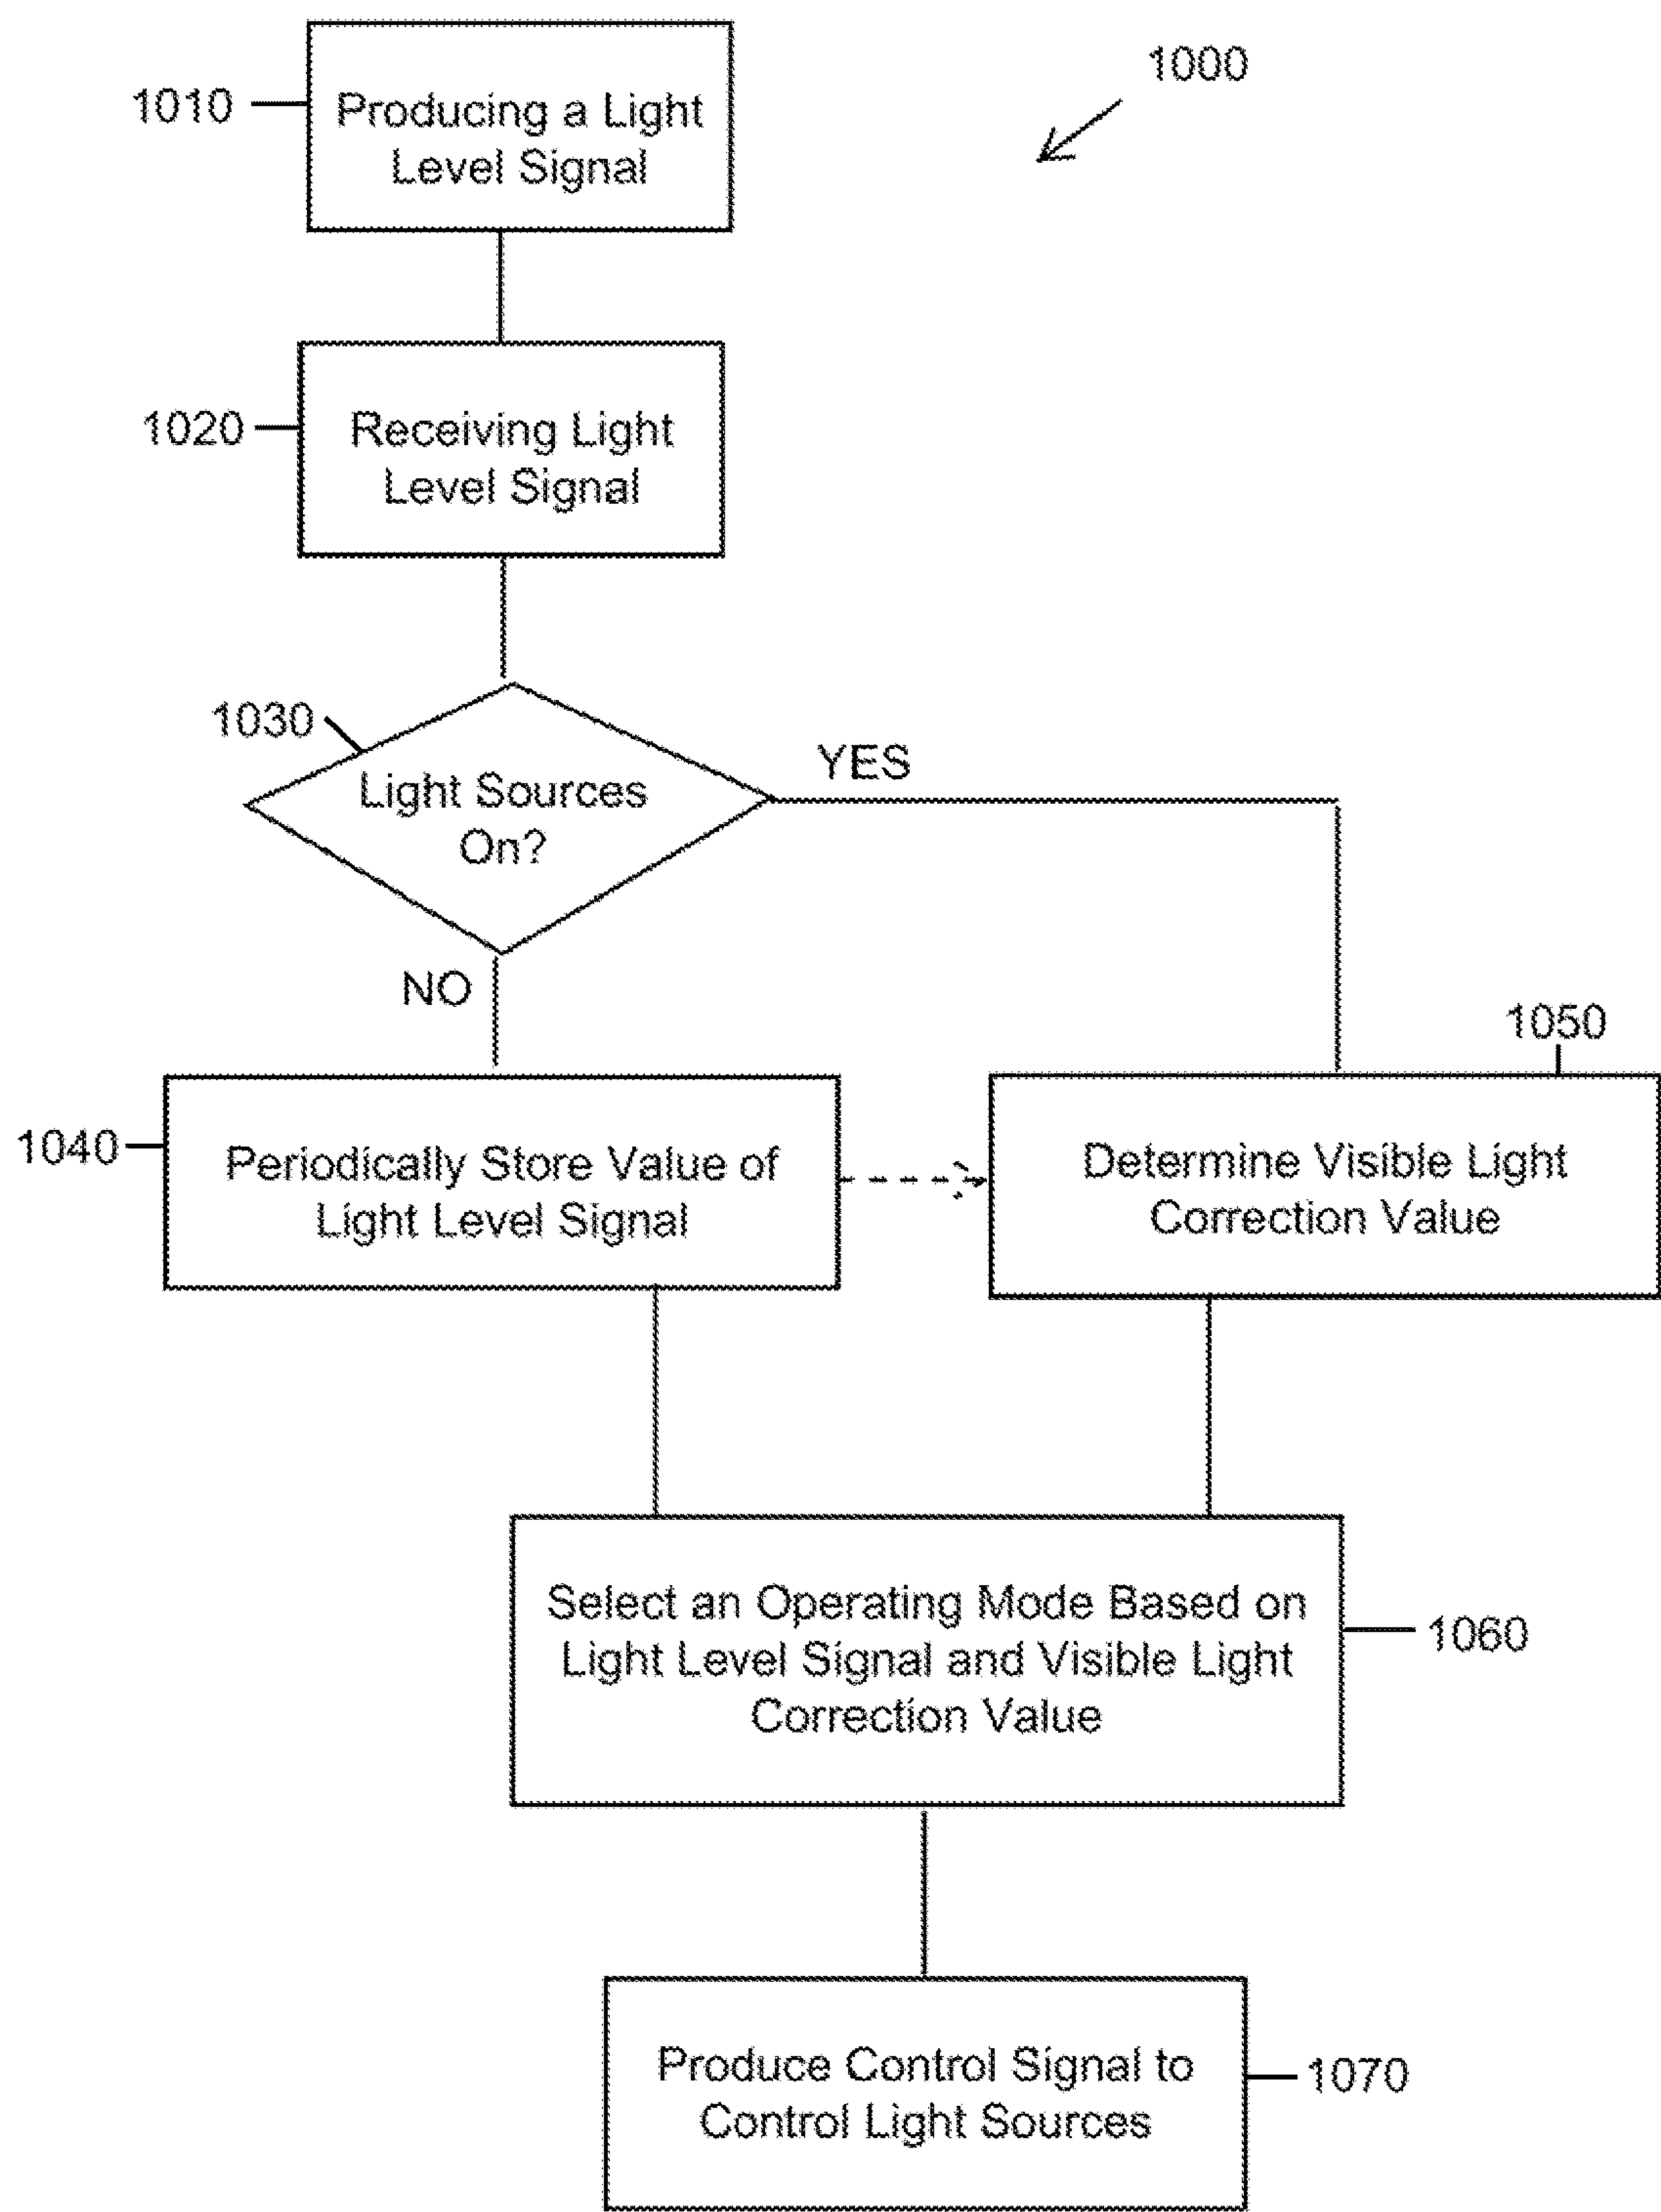 1000
1010
Producing a Light
Level Signal
1020
Receiving Light
Level Signal
1030
Light Sources
On?
YES
NO
1040
Periodically Store Value of
Light Level Signal
1050
Determine Visible Light
Correction Value
Select an Operating Mode Based on
Light Level Signal and Visible Light
Correction Value
1060
Produce Control Signal to
Control Light Sources
1070